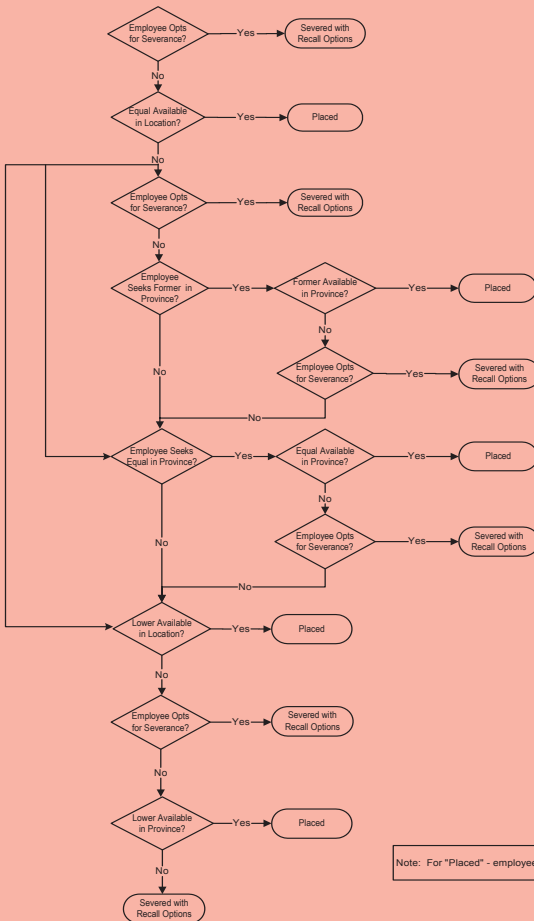 Employee Opts
for Severance?
Yes
Severed with
Recall Options
No
Equal Available
in Location?
Yes
Placed
No
Employee Opts
for Severance?
Yes
Severed with
Recall Options
No
Employee
Seeks Former in
Province?
Yes
Former Available
in Province?
Yes
Placed
No
Employee Opts
for Severance?
Yes
Severed with
Recall Options
No
No
Employee Seeks
Equal in Province?
Yes
Equal Available
in Province?
Yes
Placed
No
Employee Opts
for Severance?
Yes
Severed with
Recall Options
No
No
Lower Available
in Location?
Yes
Placed
No
Employee Opts
for Severance?
Yes
Severed with
Recall Options
No
Lower Available
in Province?
Yes
Placed
No
Severed with
Recall Options
Note: For "Placed" - employee